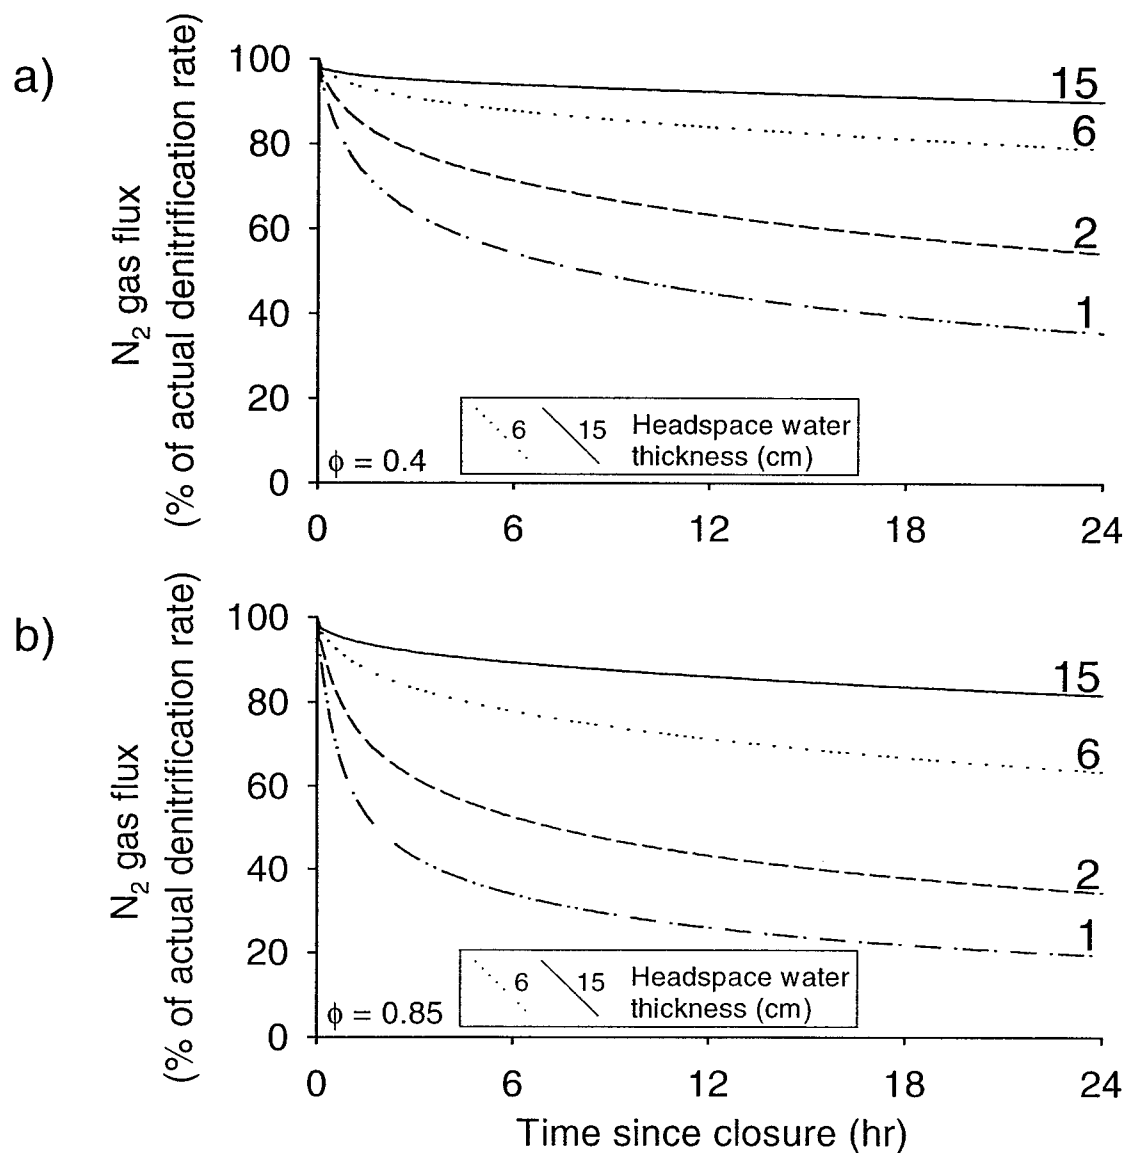 a)
N₂ gas flux
(% of actual denitrification rate)
100
80
60
40
20
0
15
6
2
1
6 15 Headspace water
thickness (cm)
ϕ = 0.4
0 6 12 18 24
b)
N₂ gas flux
(% of actual denitrification rate)
100
80
60
40
20
0
15
6
2
1
6 15 Headspace water
thickness (cm)
ϕ = 0.85
0 6 12 18 24
Time since closure (hr)